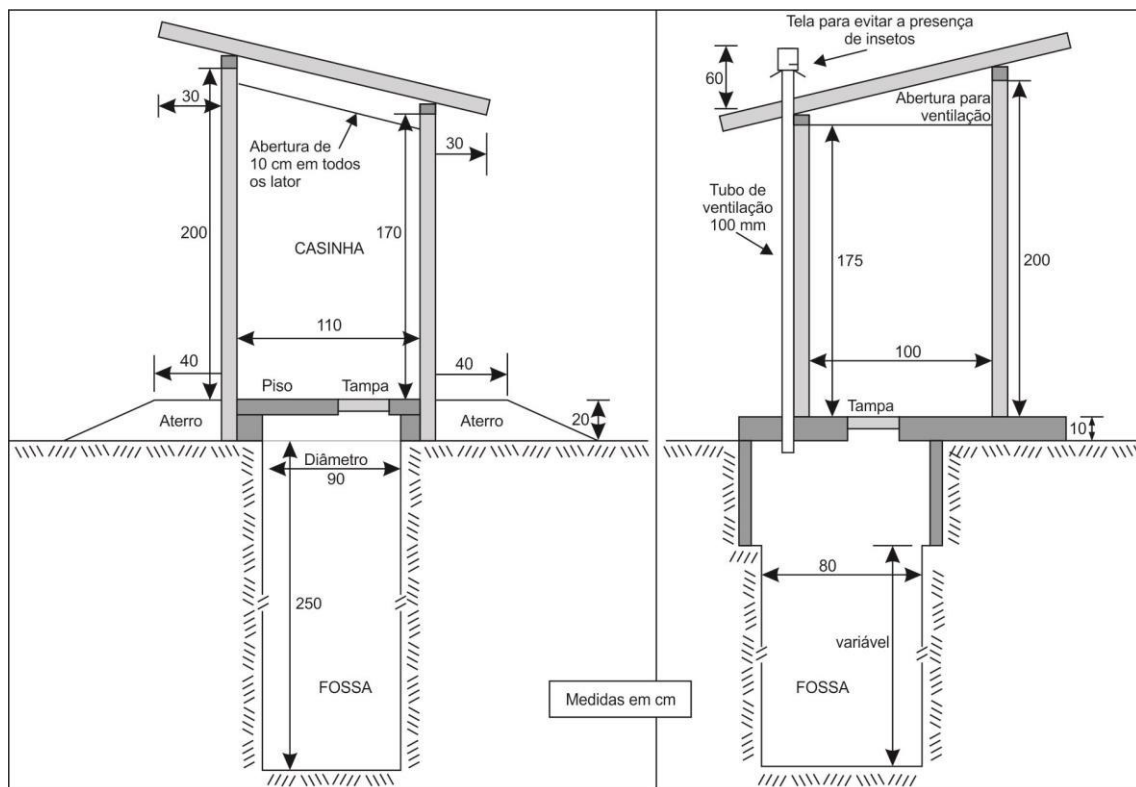 30
Abertura de
10 cm em todos
os lator
30
200
CASINHA
170
110
40
40
Piso
Tampa
Aterro
Aterro
20
Diâmetro
90
250
FOSSA
Tela para evitar a presença
de insetos
60
Abertura para
ventilação
Tubo de
ventilação
100 mm
175
200
100
Tampa
10
80
variável
FOSSA
Medidas em cm